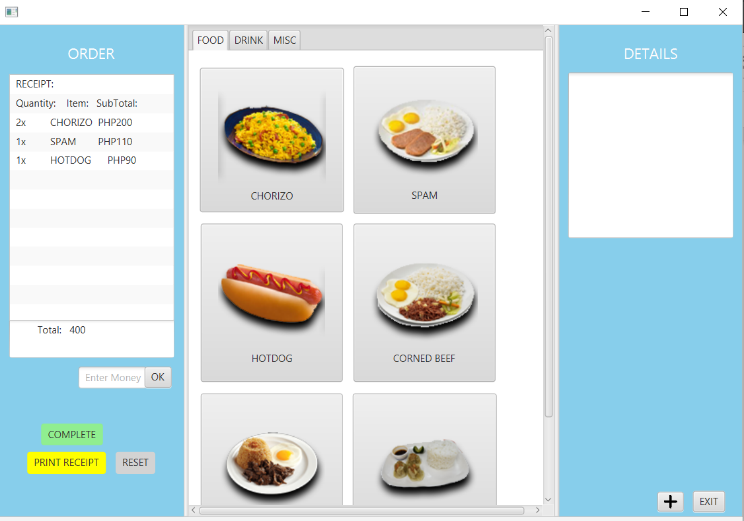 ORDER
RECEIPT:
Quantity: Item: SubTotal:
2x CHORIZO PHP200
1x SPAM PHP110
1x HOTDOG PHP90
Total: 400
Enter Money OK
COMPLETE
PRINT RECEIPT RESET
FOOD DRINK MISC
CHORIZO SPAM
HOTDOG CORNED BEEF
DETAILS
EXIT